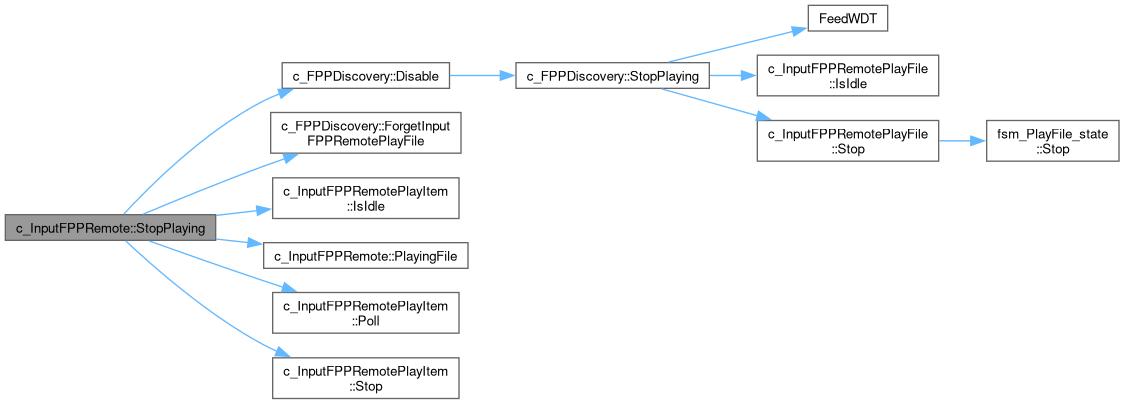 c_InputFPPRemote::StopPlaying
c_FPPDiscovery::Disable
c_FPPDiscovery::StopPlaying
FeedWDT
c_InputFPPRemotePlayFile
::IsIdle
c_InputFPPRemotePlayFile
::Stop
fsm_PlayFile_state
::Stop
c_FPPDiscovery::ForgetInput
FPPRemotePlayFile
c_InputFPPRemotePlayItem
::IsIdle
c_InputFPPRemote::PlayingFile
c_InputFPPRemotePlayItem
::Poll
c_InputFPPRemotePlayItem
::Stop